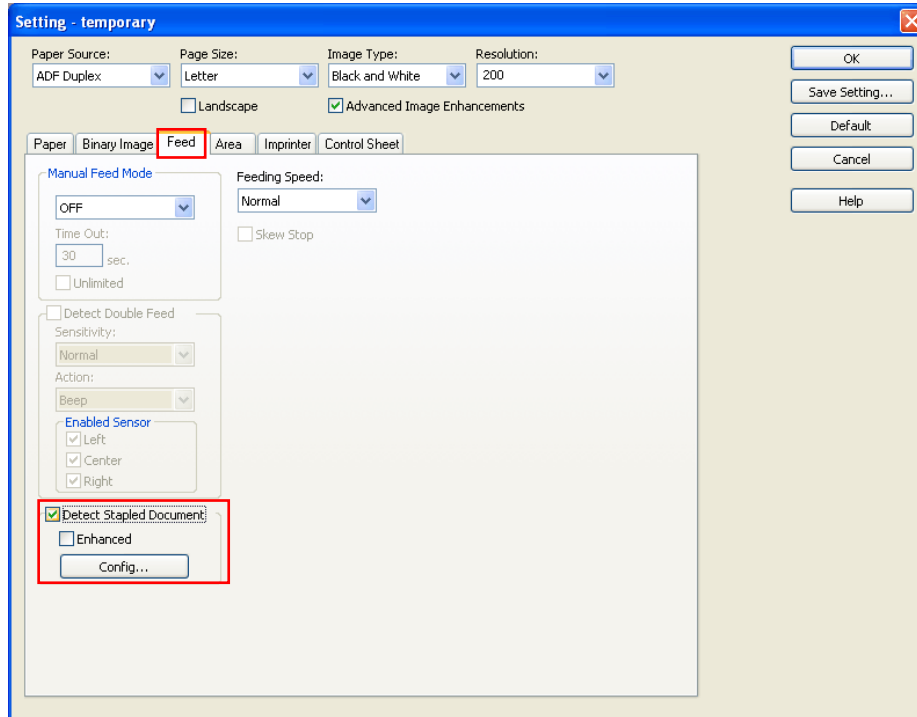 Setting - temporary
Paper Source: Page Size: Image Type: Resolution:
ADF Duplex Letter Black and White 200
Landscape Advanced Image Enhancements
OK
Save Setting...
Default
Cancel
Help
Paper Binary Image Feed Area Imprinter Control Sheet
Manual Feed Mode
OFF
Time Out:
30 sec.
Unlimited
Feeding Speed:
Normal
Skew Stop
Detect Double Feed
Sensitivity:
Normal
Action:
Beep
Enabled Sensor
Left
Center
Right
Detect Stapled Document
Enhanced
Config...